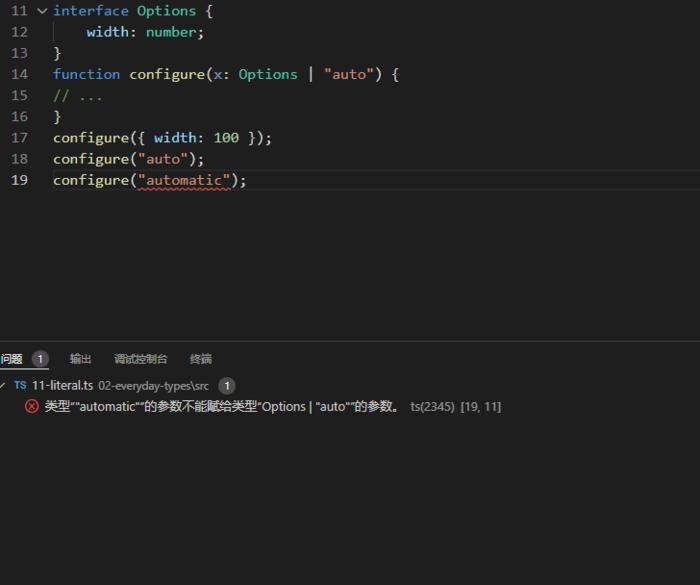 11 interface Options {
12 width: number;
13 }
14 function configure(x: Options | "auto") {
15 // ...
16 }
17 configure({ width: 100 });
18 configure("auto");
19 configure("automatic");
问题 1 输出 调试控制台 终端
TS 11-literal.ts 02-everyday-types\src 1
类型“"automatic"”的参数不能赋给类型“Options | "auto"”的参数。 ts(2345) [19, 11]